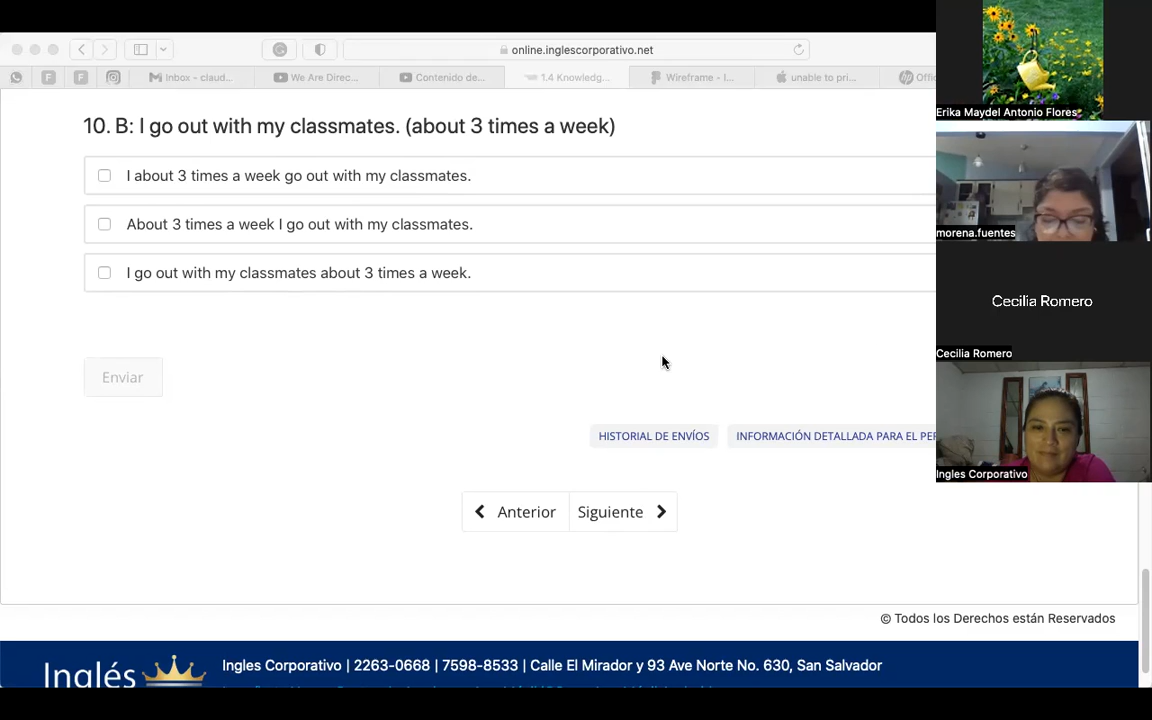 online.inglescorporativo.net
Inbox – claud...
We Are Direc...
Contenido de...
1.4 Knowledg...
Wireframe – I...
unable to pri...
Offic
10. B: I go out with my classmates. (about 3 times a week)
I about 3 times a week go out with my classmates.
About 3 times a week I go out with my classmates.
I go out with my classmates about 3 times a week.
Enviar
HISTORIAL DE ENVÍOS
INFORMACIÓN DETALLADA PARA EL PER
Anterior
Siguiente
© Todos los Derechos están Reservados
Inglés
Ingles Corporativo | 2263-0668 | 7598-8533 | Calle El Mirador y 93 Ave Norte No. 630, San Salvador
Erika Maydel Antonio Flores
morena.fuentes
Cecilia Romero
Cecilia Romero
Ingles Corporativo